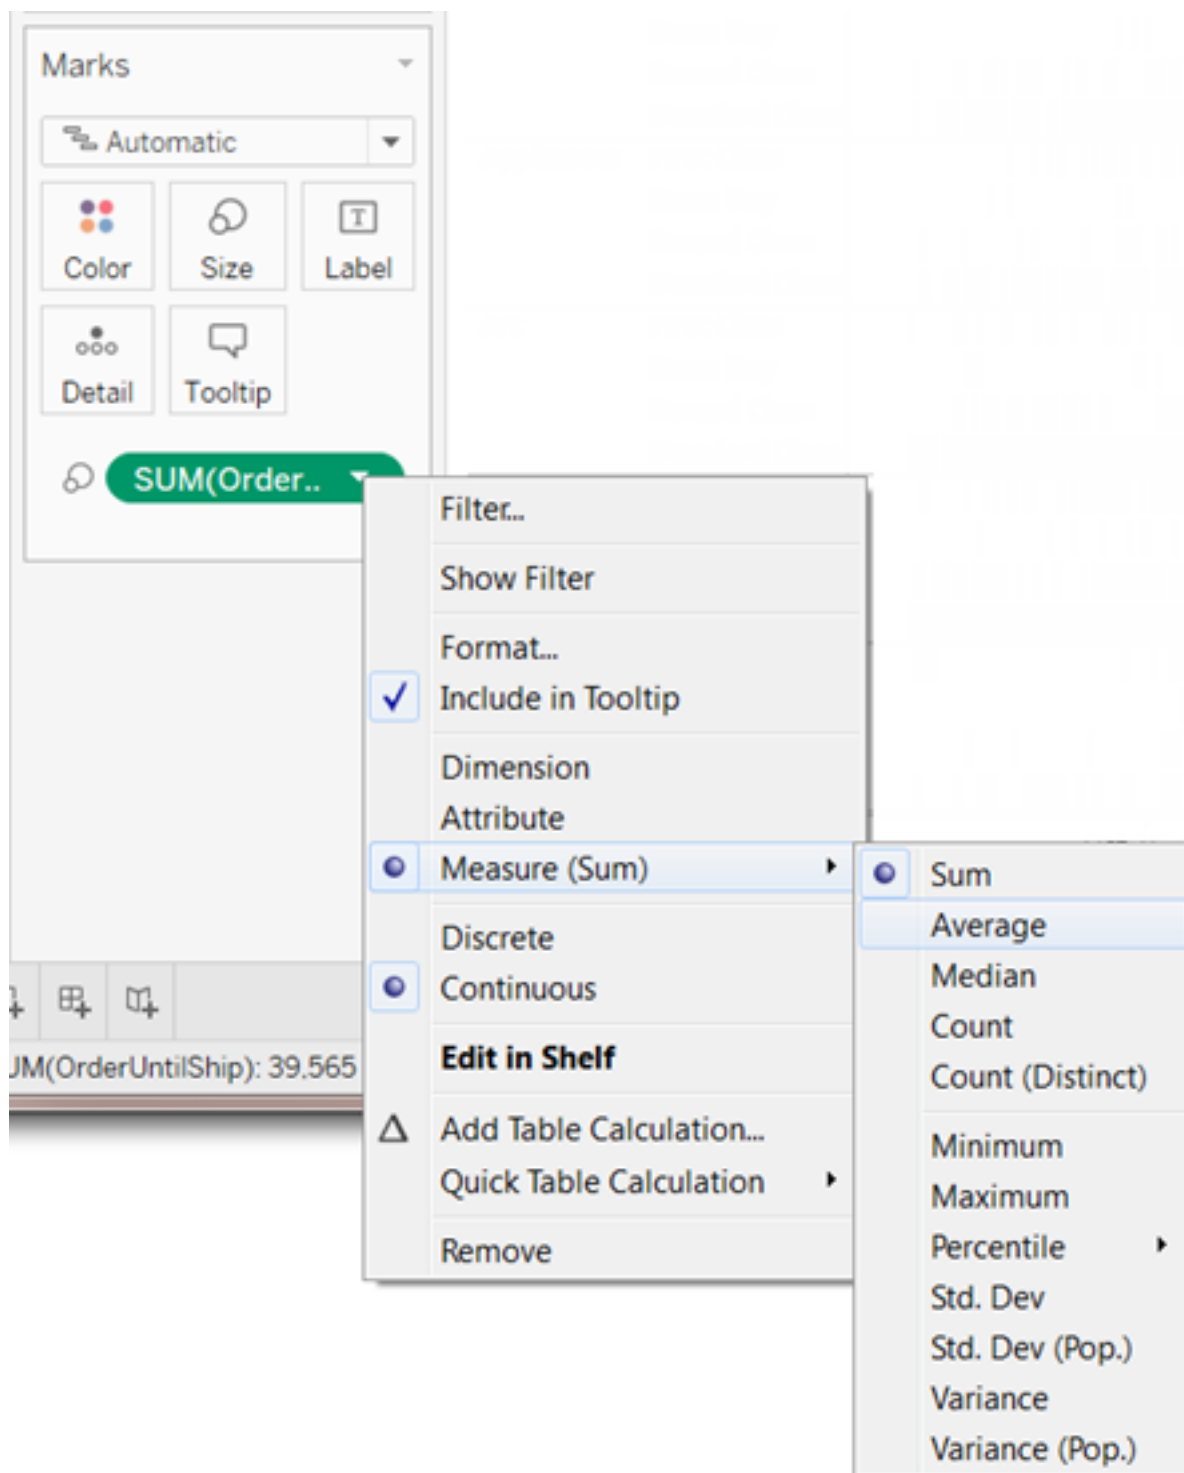 Marks
Automatic
Color
Size
Label
T
Detail
Tooltip
SUM(Order..
Filter...
Show Filter
Format...
Include in Tooltip
Dimension
Attribute
Measure (Sum)
Discrete
Continuous
Edit in Shelf
Add Table Calculation...
Quick Table Calculation
Remove
Sum
Average
Median
Count
Count (Distinct)
Minimum
Maximum
Percentile
Std. Dev
Std. Dev (Pop.)
Variance
Variance (Pop.)
UM(OrderUntilShip): 39,565